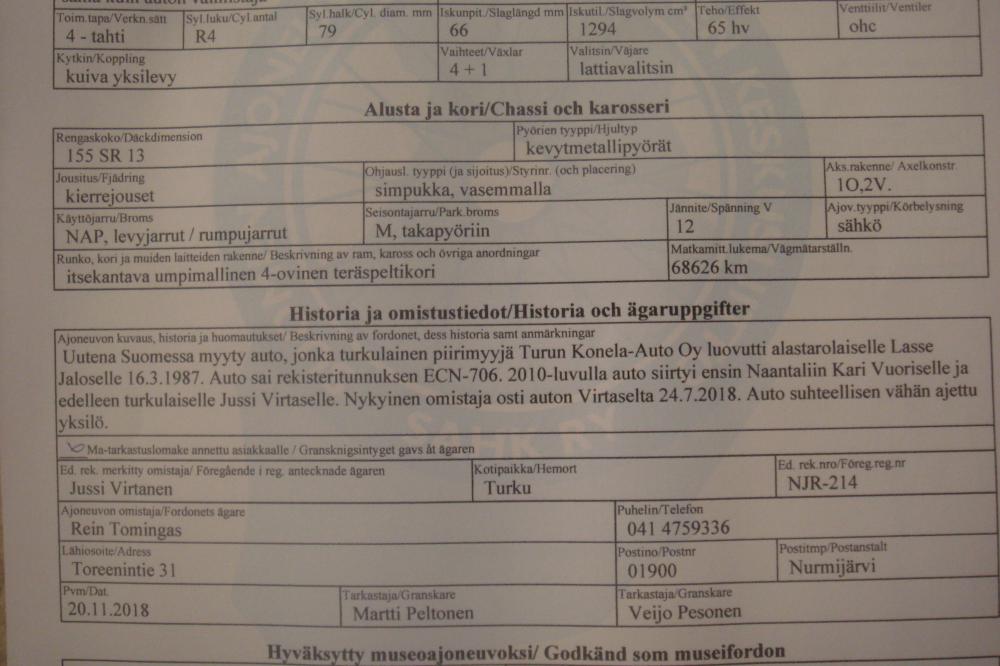 Toim.tapa/Verkn.sätt Syl.luku/Cyl.antal Syl.halk/Cyl. diam. mm Iskunpit./Slaglängd mm Iskutil./Slagvolym cm³ Teho/Effekt Venttiilit/Ventiler
4 - tahti R4 79 66 1294 65 hv ohc
Kytkin/Koppling Vaihteet/Växlar Valitsin/Väjare
kuiva yksilevy 4 + 1 lattiavalitsin
Alusta ja kori/Chassi och karosseri
Rengaskoko/Däckdimension Pyörien tyyppi/Hjultyp
155 SR 13 kevytmetallipyörät
Jousitus/Fjädring Ohjausl. tyyppi (ja sijoitus)/Styrinr. (och placering) Aks.rakenne/ Axelkonstr.
kierrejouset simpukka, vasemmalla 1O,2V.
Käyttöjarru/Broms Seisontajarru/Park.broms Jännite/Spänning V Ajov.tyyppi/Körbelysning
NAP, levyjarrut / rumpujarrut M, takapyöriin 12 sähkö
Runko, kori ja muiden laitteiden rakenne/ Beskrivning av ram, kaross och övriga anordningar Matkamitt.lukema/Vägmätarställn.
itsekantava umpimallinen 4-ovinen teräspeltikori 68626 km
Historia ja omistustiedot/Historia och ägaruppgifter
Ajoneuvon kuvaus, historia ja huomautukset/ Beskrivning av fordonet, dess historia samt anmärkningar
Uutena Suomessa myyty auto, jonka turkulainen piirimyyjä Turun Konela-Auto Oy luovutti alastarolaiselle Lasse
Jaloselle 16.3.1987. Auto sai rekisteritunnuksen ECN-706. 2010-luvulla auto siirtyi ensin Naantaliin Kari Vuoriselle ja
edelleen turkulaiselle Jussi Virtaselle. Nykyinen omistaja osti auton Virtaselta 24.7.2018. Auto suhteellisen vähän ajettu
yksilö.
SAHK RY
Ma-tarkastuslomake annettu asiakkaalle / Gransknigsintyget gavs åt ägaren
Ed. rek. merkitty omistaja/ Föregående i reg. antecknade ägaren Kotipaikka/Hemort Ed. rek.nro/Föreg.reg.nr
Jussi Virtanen Turku NJR-214
Ajoneuvon omistaja/Fordonets ägare Puhelin/Telefon
Rein Tomingas 041 4759336
Lähiosoite/Adress Postino/Postnr Postitmp/Postanstalt
Toreenintie 31 01900 Nurmijärvi
Pvm/Dat. Tarkastaja/Granskare Tarkastaja/Granskare
20.11.2018 Martti Peltonen Veijo Pesonen
Hyväksytty museoajoneuvoksi/ Godkänd som museifordon